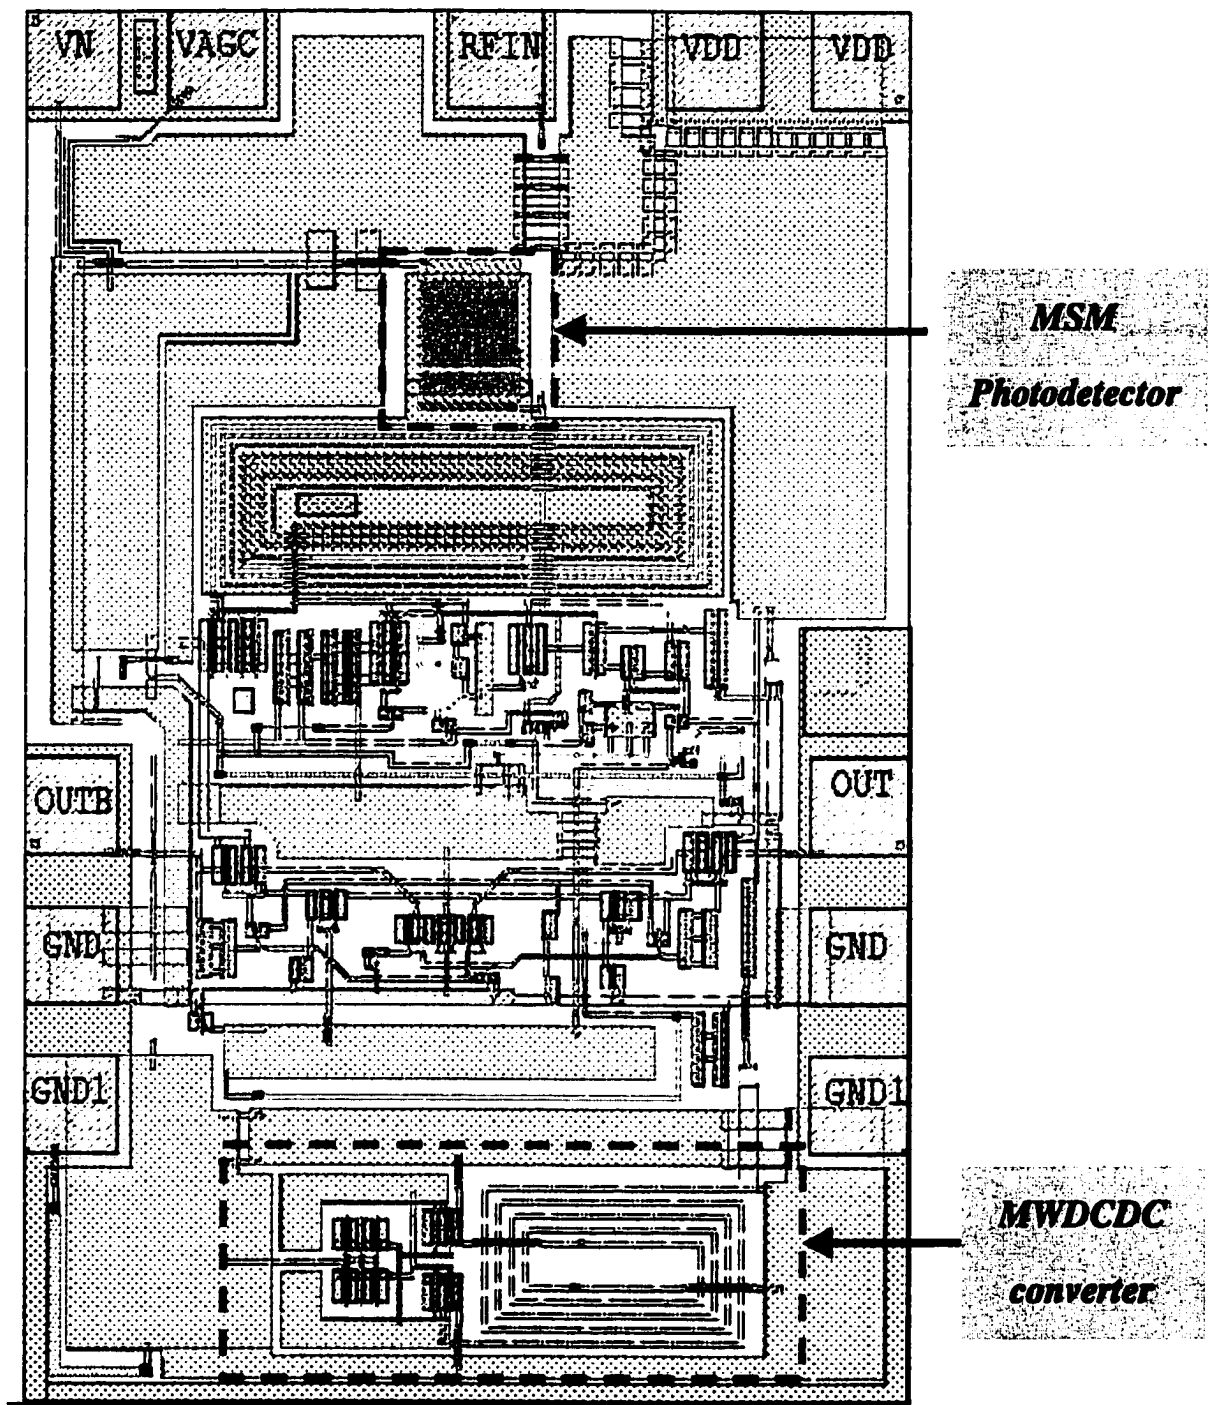 VN
VAGC
RFIN
VDD
VDD
MSM
Photodetector
OUTB
OUT
GND
GND
GND1
GND1
MWDCDC
converter